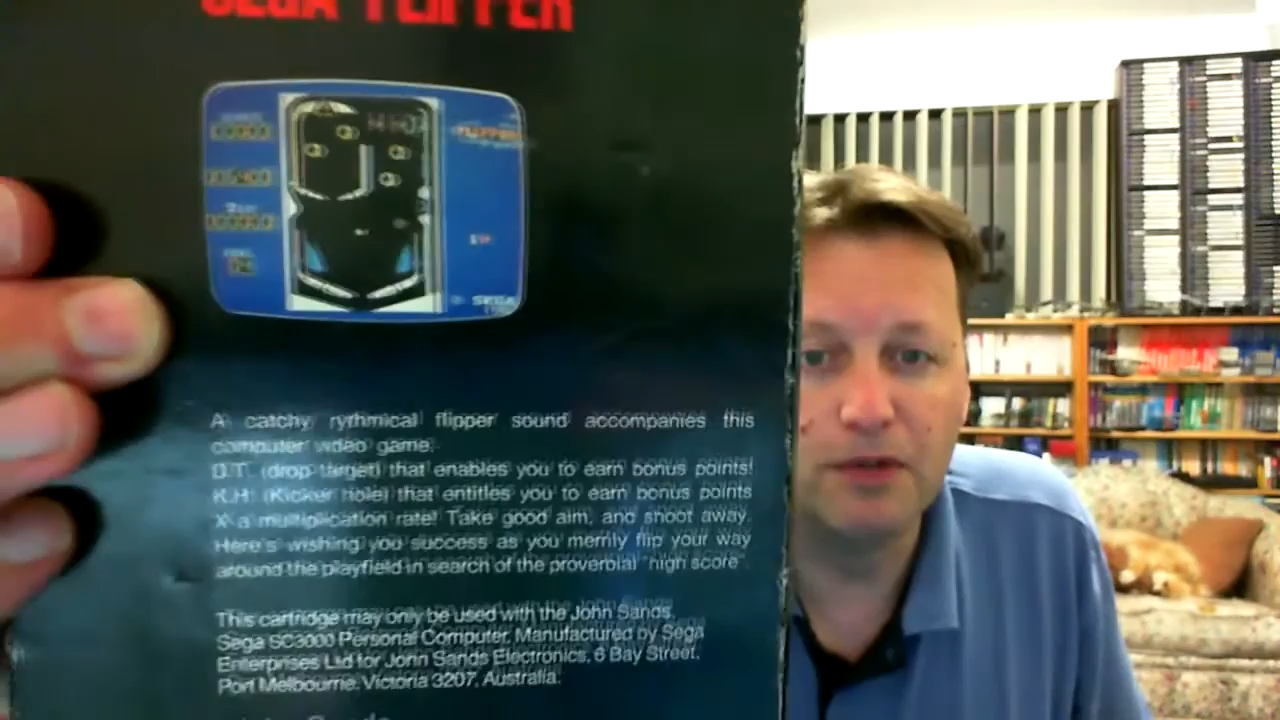 SEGA FLIPPER
SEGA
A catchy rythmical flipper sound accompanies this
computer video game.
D.T. (drop target) that enables you to earn bonus points!
K.H. (Kicker hole) that entitles you to earn bonus points
X a multiplication rate! Take good aim, and shoot away.
Here's wishing you success as you merrily flip your way
around the playfield in search of the proverbial "high score".
This cartridge may only be used with the John Sands,
Sega SC3000 Personal Computer. Manufactured by Sega
Enterprises Ltd for John Sands Electronics, 6 Bay Street,
Port Melbourne, Victoria 3207, Australia.